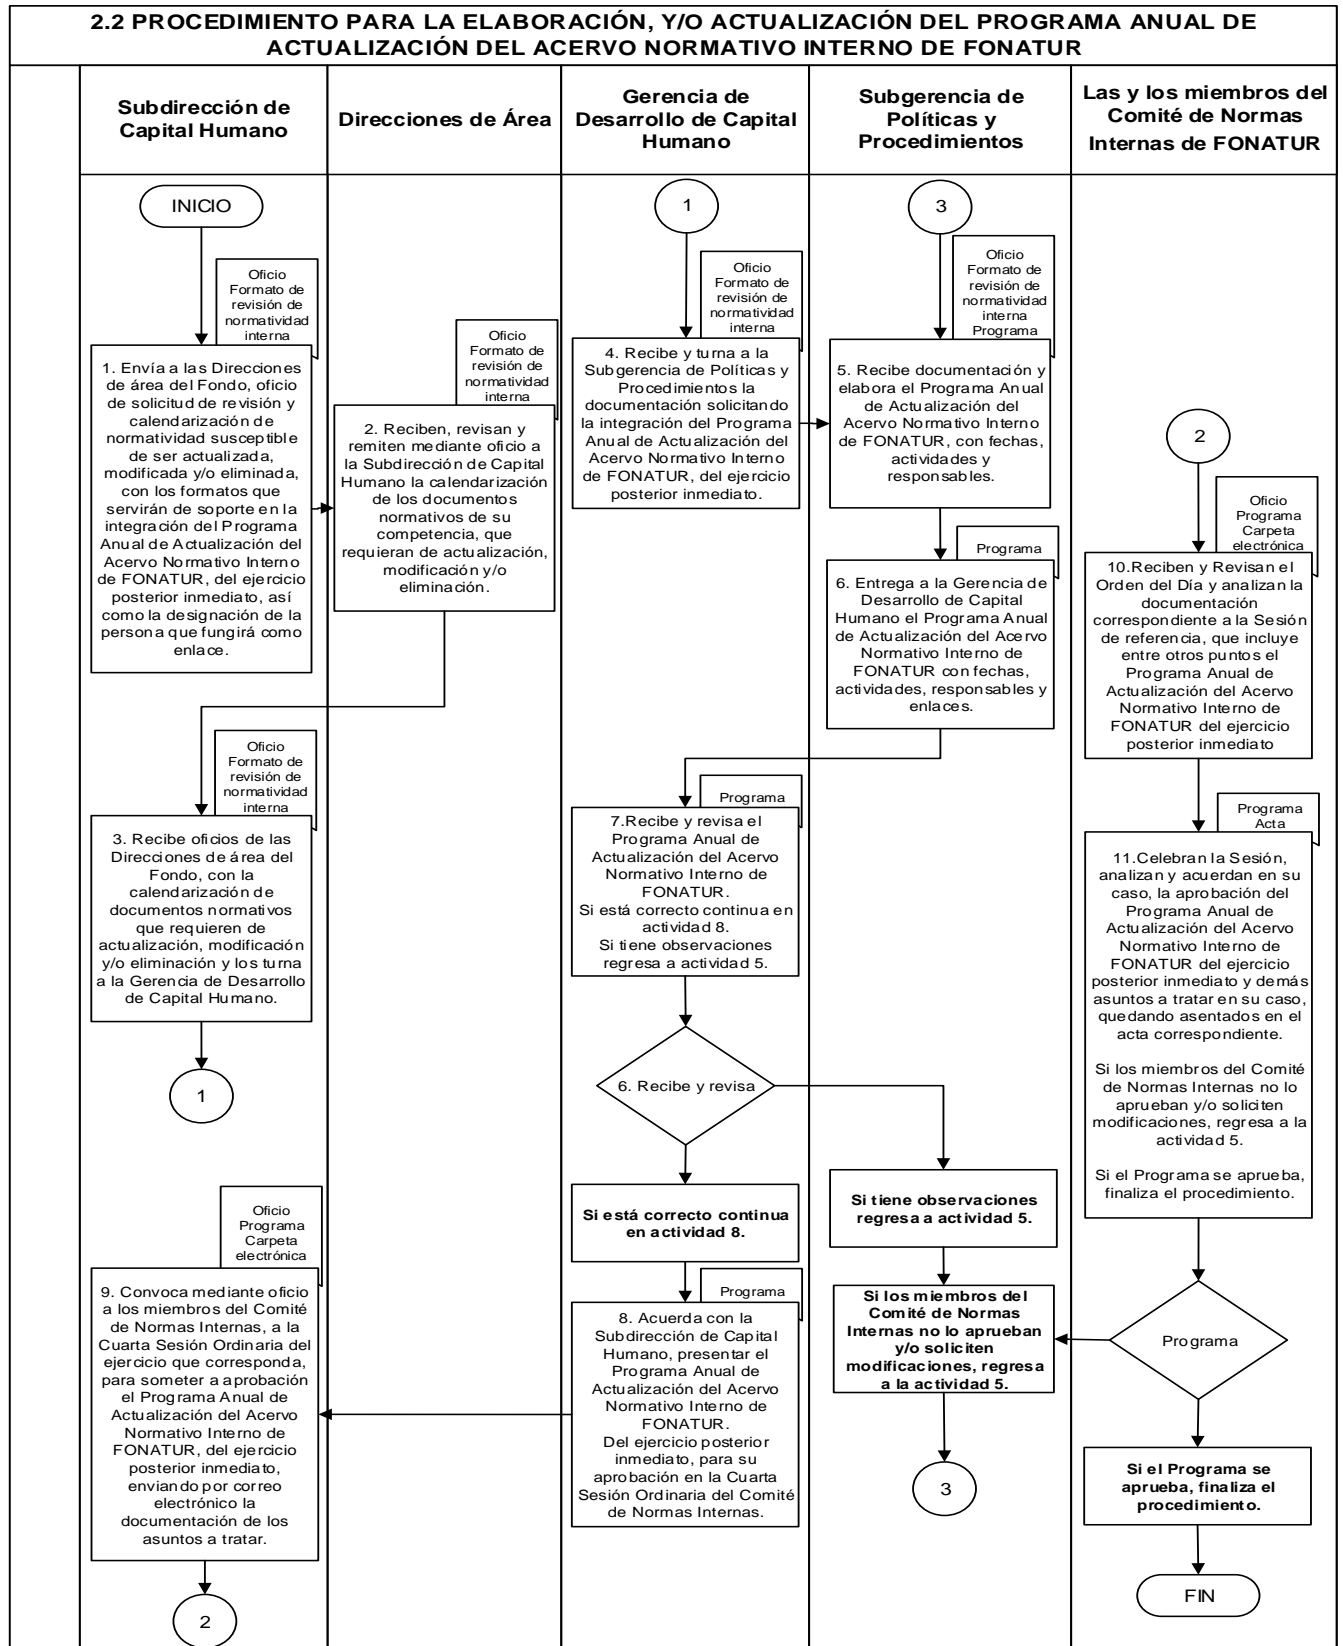 2.2 PROCEDIMIENTO PARA LA ELABORACIÓN, Y/O ACTUALIZACIÓN DEL PROGRAMA ANUAL DE
ACTUALIZACIÓN DEL ACERVO NORMATIVO INTERNO DE FONATUR
Subdirección de
Capital Humano
Direcciones de Área
Gerencia de
Desarrollo de Capital
Humano
Subgerencia de
Políticas y
Procedimientos
Las y los miembros del
Comité de Normas
Internas de FONATUR
INICIO
Oficio
Formato de
revisión de
normatividad
interna
1. Envía a las Direcciones
de área del Fondo, oficio
de solicitud de revisión y
calendarización de
normatividad susceptible
de ser actualizada,
modificada y/o eliminada,
con los formatos que
servirán de soporte en la
integración del Programa
Anual de Actualización del
Acervo Normativo Interno
de FONATUR, del ejercicio
posterior inmediato, así
como la designación de la
persona que fungirá como
enlace.
Oficio
Formato de
revisión de
normatividad
interna
2. Reciben, revisan y
remiten mediante oficio a
la Subdirección de Capital
Humano la calendarización
de los documentos
normativos de su
competencia, que
requieran de actualización,
modificación y/o
eliminación.
Oficio
Formato de
revisión de
normatividad
interna
3. Recibe oficios de las
Direcciones de área del
Fondo, con la
calendarización de
documentos normativos
que requieren de
actualización, modificación
y/o eliminación y los turna
a la Gerencia de Desarrollo
de Capital Humano.
1
1
Oficio
Formato de
revisión de
normatividad
interna
4. Recibe y turna a la
Subgerencia de Políticas y
Procedimientos la
documentación solicitando
la integración del Programa
Anual de Actualización del
Acervo Normativo Interno
de FONATUR, del ejercicio
posterior inmediato.
3
Oficio
Formato de
revisión de
normatividad
interna
Programa
5. Recibe documentación y
elabora el Programa Anual
de Actualización del
Acervo Normativo Interno
de FONATUR, con fechas,
actividades y
responsables.
Programa
6. Entrega a la Gerencia de
Desarrollo de Capital
Humano el Programa Anual
de Actualización del Acervo
Normativo Interno de
FONATUR con fechas,
actividades, responsables y
enlaces.
Programa
7.Recibe y revisa el
Programa Anual de
Actualización del Acervo
Normativo Interno de
FONATUR.
Si está correcto continua en
actividad 8.
Si tiene observaciones
regresa a actividad 5.
6. Recibe y revisa
Si está correcto continua
en actividad 8.
Si tiene observaciones
regresa a actividad 5.
Programa
8. Acuerda con la
Subdirección de Capital
Humano, presentar el
Programa Anual de
Actualización del Acervo
Normativo Interno de
FONATUR.
Del ejercicio posterior
inmediato, para su
aprobación en la Cuarta
Sesión Ordinaria del Comité
de Normas Internas.
Oficio
Programa
Carpeta
electrónica
9. Convoca mediante oficio
a los miembros del Comité
de Normas Internas, a la
Cuarta Sesión Ordinaria del
ejercicio que corresponda,
para someter a aprobación
el Programa Anual de
Actualización del Acervo
Normativo Interno de
FONATUR, del ejercicio
posterior inmediato,
enviando por correo
electrónico la
documentación de los
asuntos a tratar.
2
2
Oficio
Programa
Carpeta
electrónica
10.Reciben y Revisan el
Orden del Día y analizan la
documentación
correspondiente a la Sesión
de referencia, que incluye
entre otros puntos el
Programa Anual de
Actualización del Acervo
Normativo Interno de
FONATUR del ejercicio
posterior inmediato
Programa
Acta
11.Celebran la Sesión,
analizan y acuerdan en su
caso, la aprobación del
Programa Anual de
Actualización del Acervo
Normativo Interno de
FONATUR del ejercicio
posterior inmediato y demás
asuntos a tratar en su caso,
quedando asentados en el
acta correspondiente.
Si los miembros del Comité
de Normas Internas no lo
aprueban y/o soliciten
modificaciones, regresa a la
actividad 5.
Si el Programa se aprueba,
finaliza el procedimiento.
Programa
Si los miembros del
Comité de Normas
Internas no lo aprueban
y/o soliciten
modificaciones, regresa
a la actividad 5.
3
Si el Programa se
aprueba, finaliza el
procedimiento.
FIN